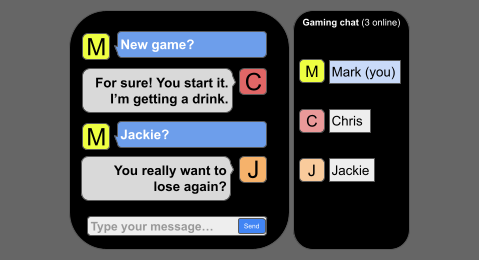 M
New game?
For sure! You start it.
I'm getting a drink.
C
M
Jackie?
You really want to
lose again?
J
Type your message...
Send
Gaming chat (3 online)
M
Mark (you)
C
Chris
J
Jackie